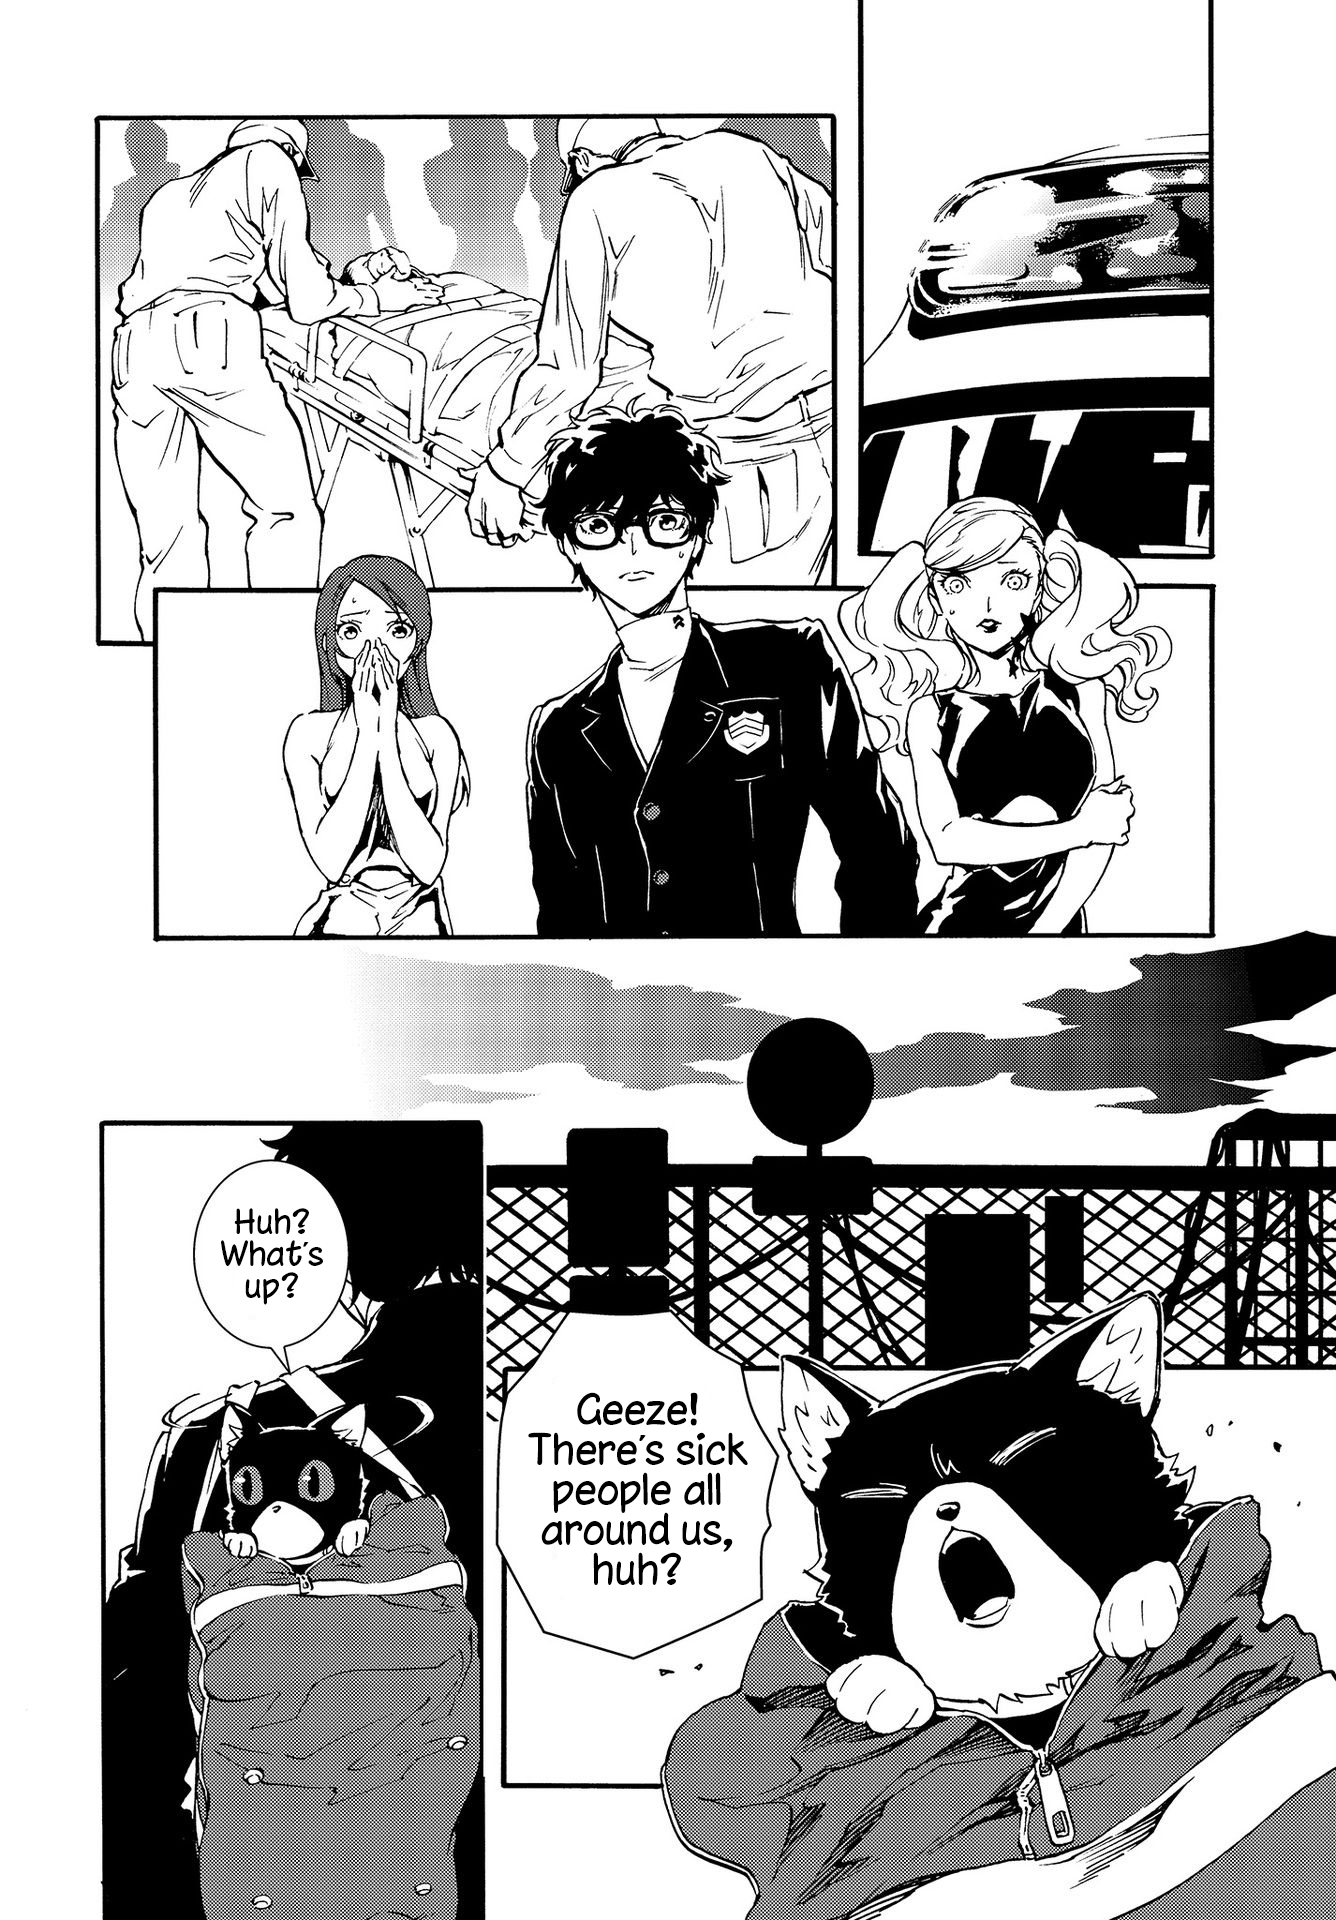 Geeze!
There's sick
people all
around us,
huh?
Huh?
What's
up?